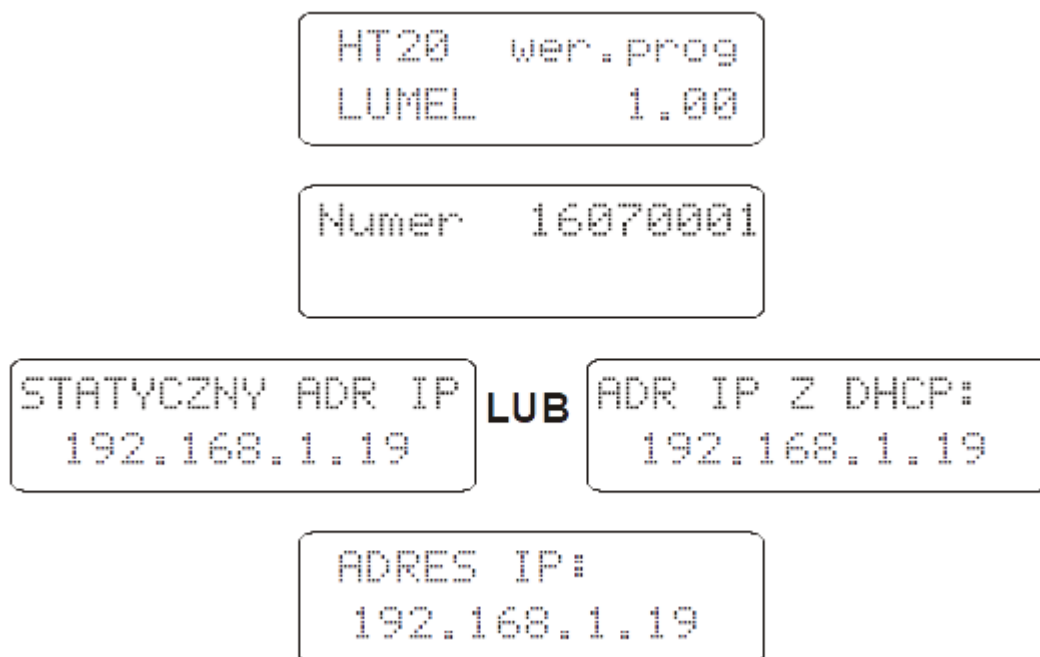 HT20 wer.prog
LUMEL 1.00
Numer 16070001
STATYCZNY ADR IP
192.168.1.19
LUB
ADR IP Z DHCP:
192.168.1.19
ADRES IP:
192.168.1.19